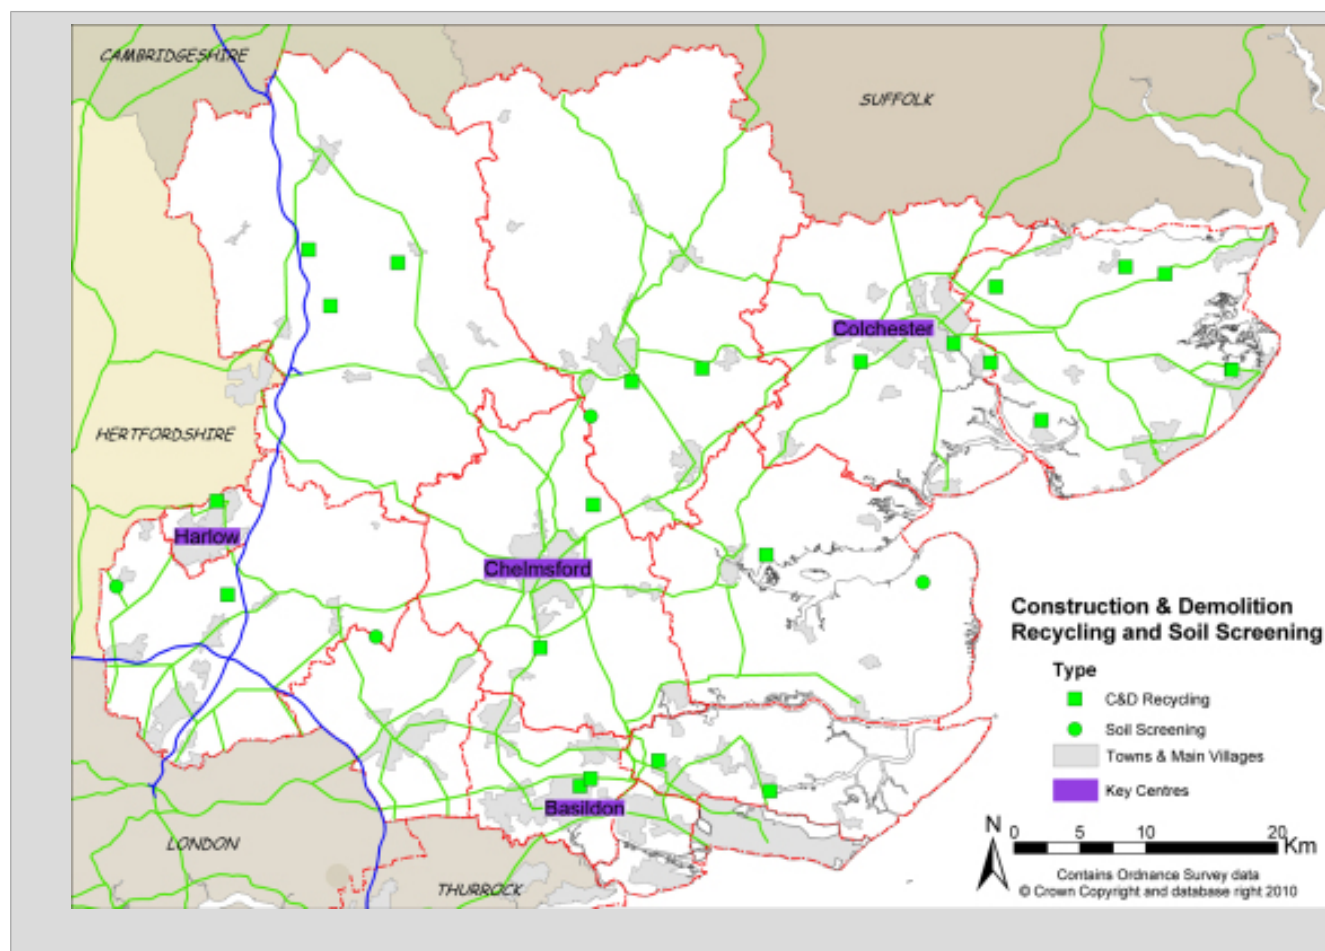 CAMBRIDGESHIRE
SUFFOLK
Colchester
HERTFORDSHIRE
Harlow
Chelmsford
Construction & Demolition
Recycling and Soil Screening
Type
C&D Recycling
Soil Screening
Towns & Main Villages
Key Centres
Basildon
LONDON
THURROCK
N
0 5 10 20 Km
Contains Ordnance Survey data
© Crown Copyright and database right 2010